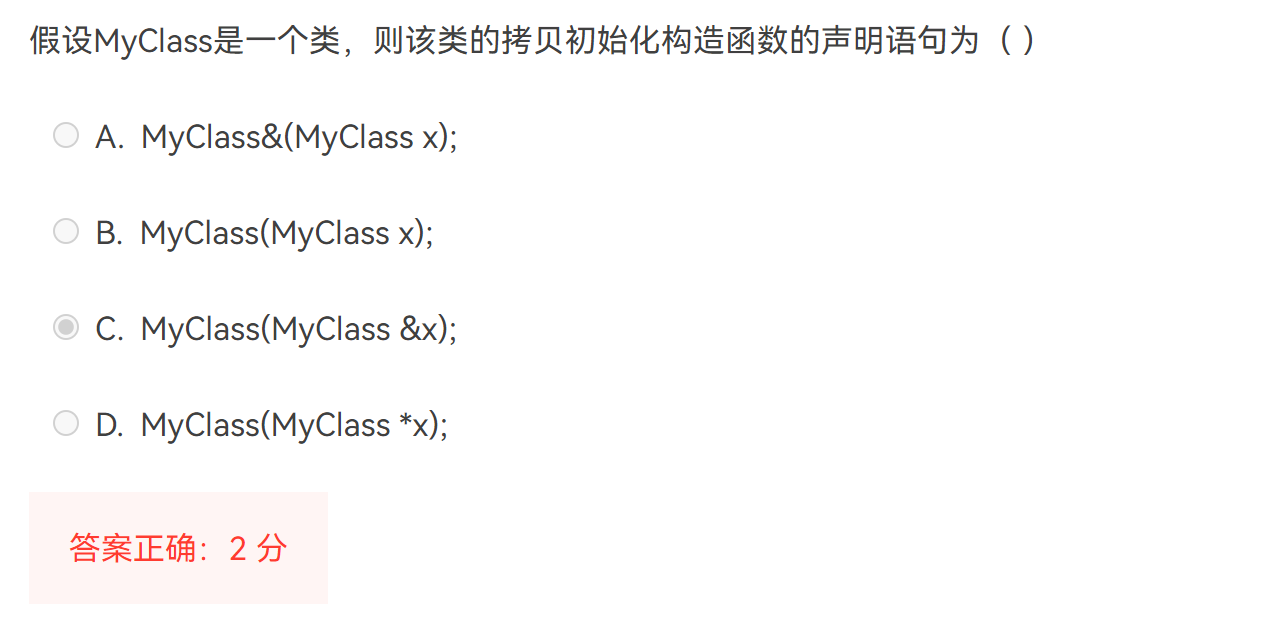 假设MyClass是一个类，则该类的拷贝初始化构造函数的声明语句为（ ）
A. MyClass&(MyClass x);
B. MyClass(MyClass x);
C. MyClass(MyClass &x);
D. MyClass(MyClass *x);
答案正确：2 分